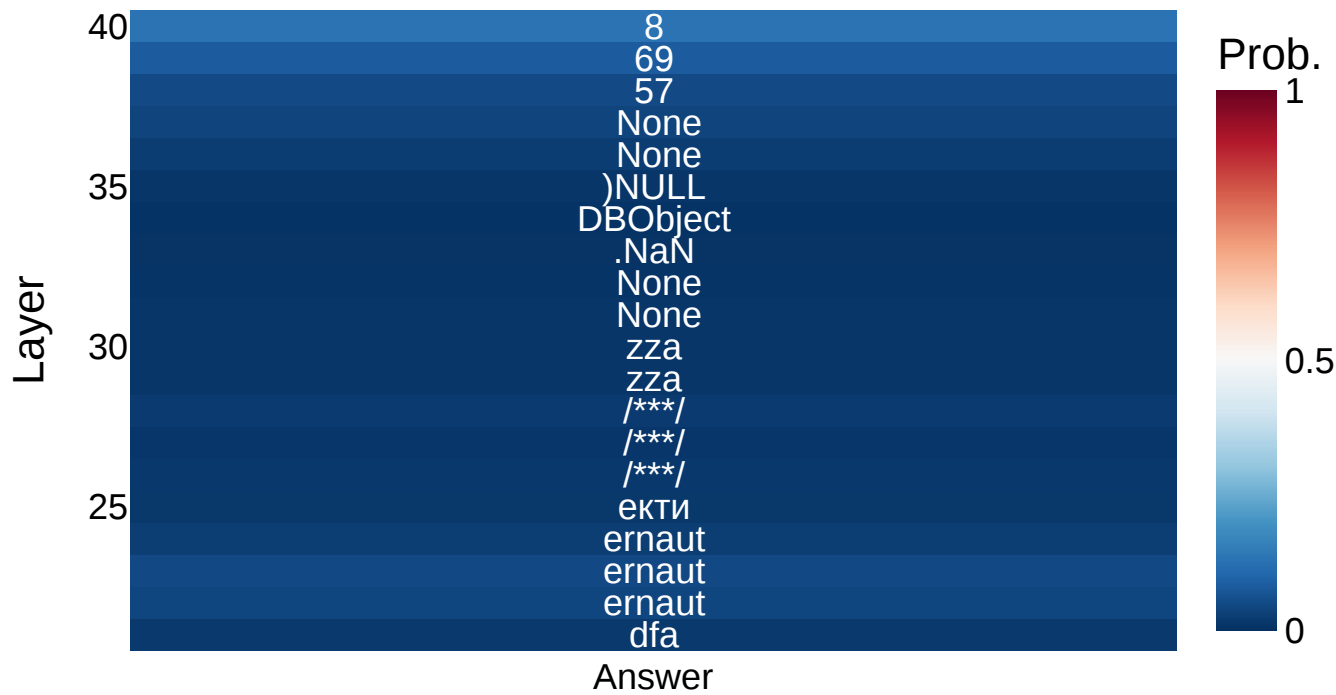 40
8
69
57
None
None
35
)NULL
DBObject
.NaN
None
None
30
zza
zza
/***/
/***/
/***/
25
екти
ernaut
ernaut
ernaut
dfa
Layer
Answer
Prob.
1
0.5
0